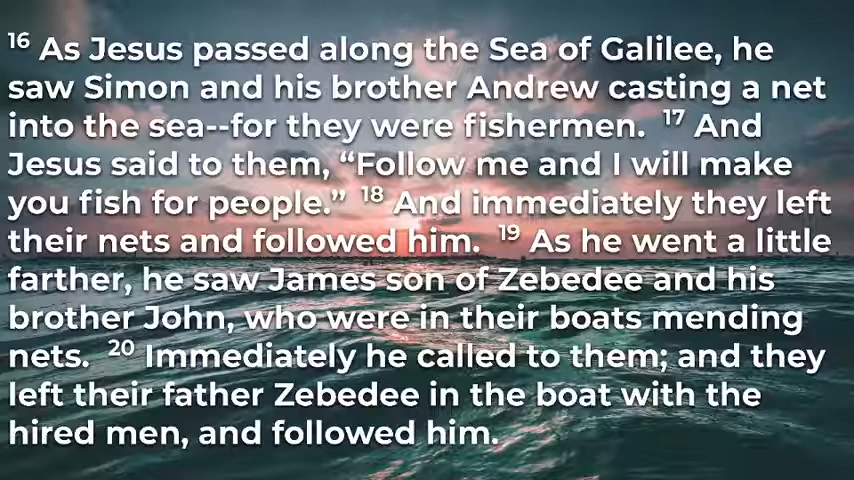 16 As Jesus passed along the Sea of Galilee, he
saw Simon and his brother Andrew casting a net
into the sea--for they were fishermen. 17 And
Jesus said to them, “Follow me and I will make
you fish for people.” 18 And immediately they left
their nets and followed him. 19 As he went a little
farther, he saw James son of Zebedee and his
brother John, who were in their boats mending
nets. 20 Immediately he called to them; and they
left their father Zebedee in the boat with the
hired men, and followed him.